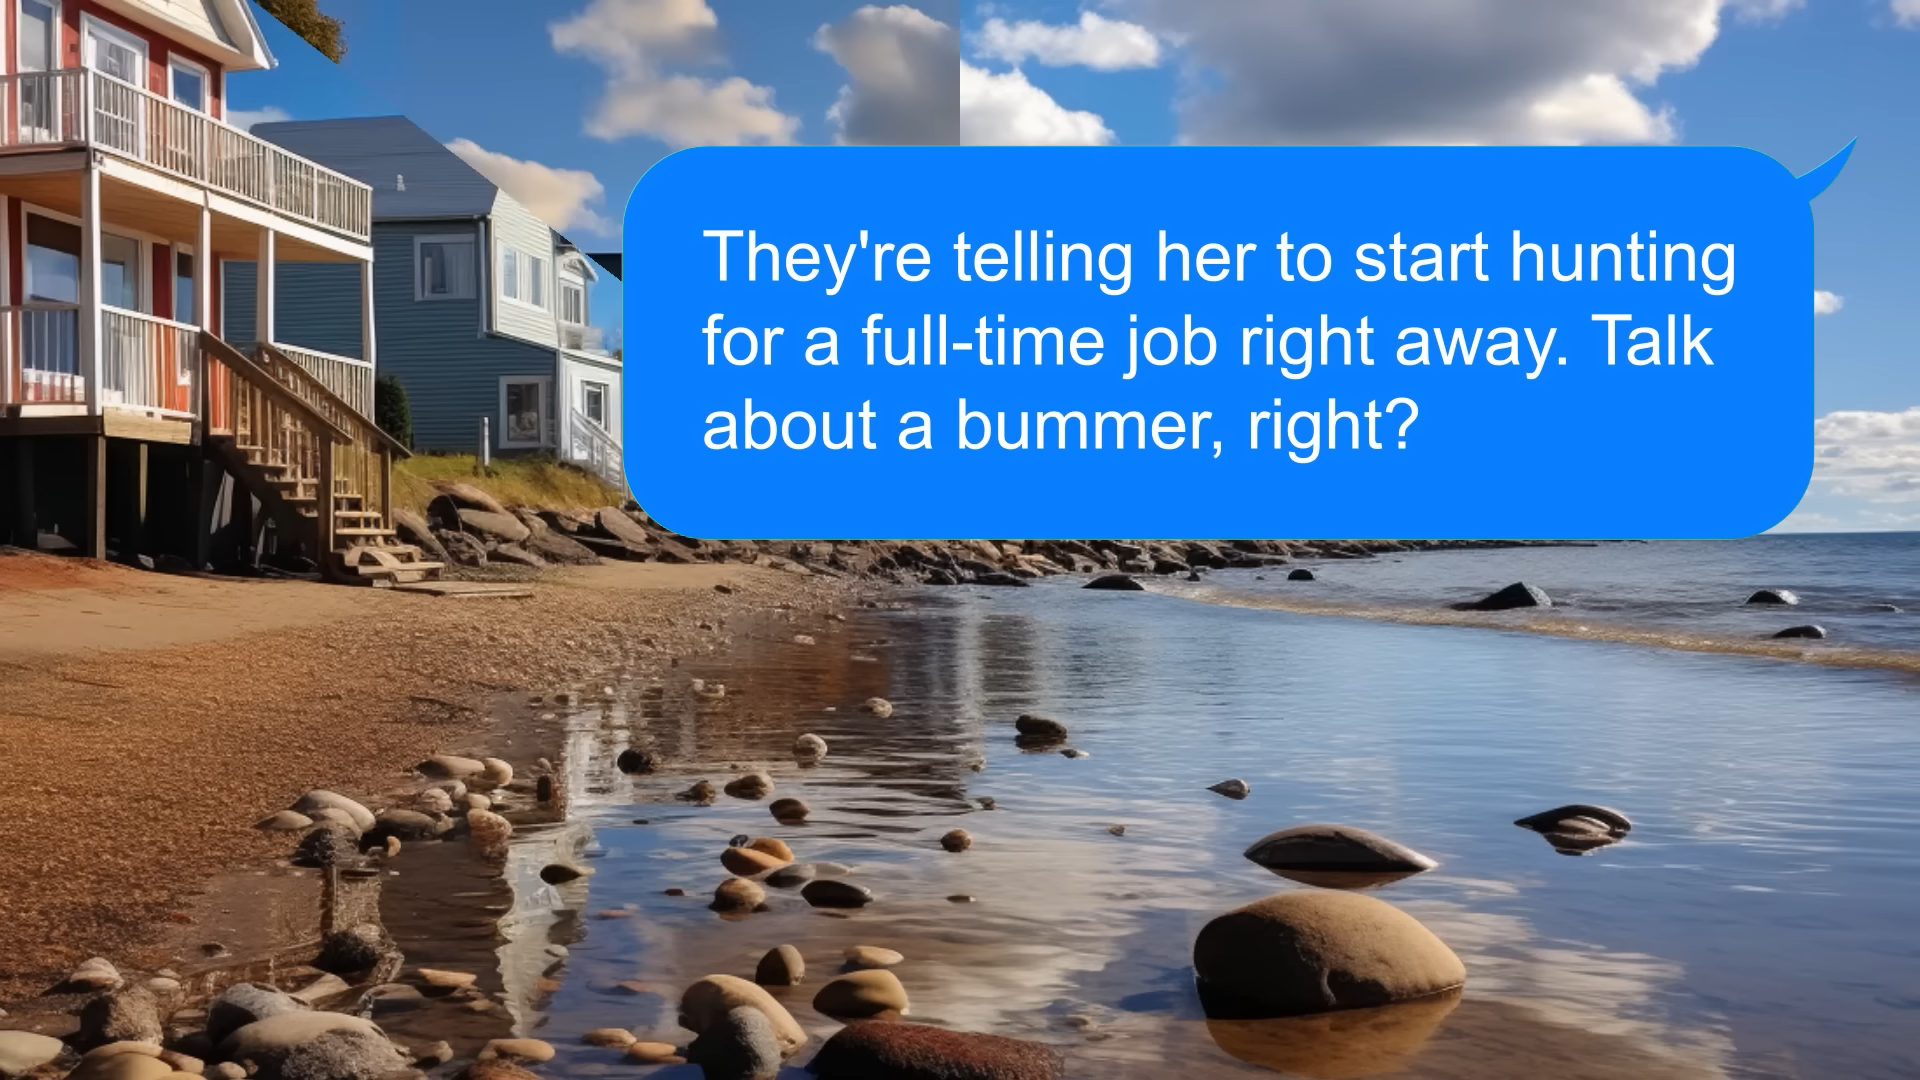 They're telling her to start hunting
for a full-time job right away. Talk
about a bummer, right?